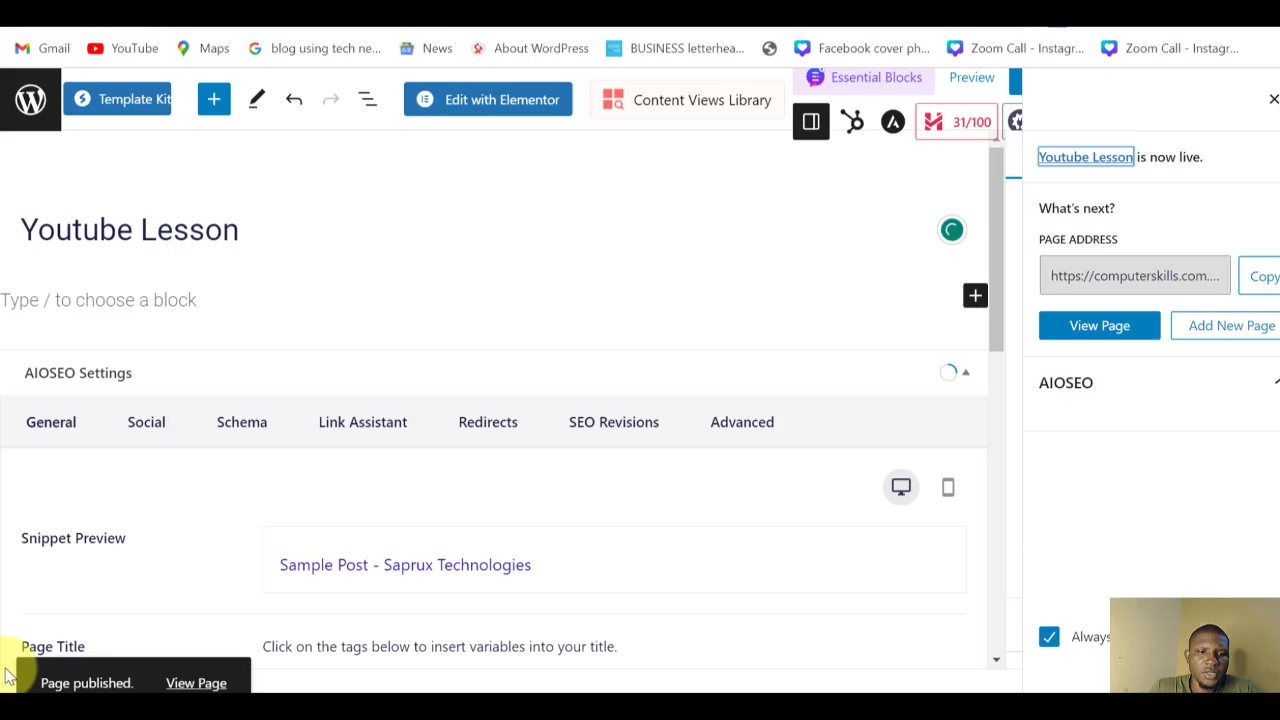 Gmail YouTube Maps blog using tech ne... News About WordPress BUSINESS letterhea... Facebook cover ph... Zoom Call - Instagr... Zoom Call - Instagr...
Template Kit Edit with Elementor Content Views Library Essential Blocks Preview
31/100
Youtube Lesson is now live.
What's next?
PAGE ADDRESS
https://computerskills.com.... Copy
View Page Add New Page
AIOSEO
Always
Youtube Lesson
Type / to choose a block
AIOSEO Settings
General Social Schema Link Assistant Redirects SEO Revisions Advanced
Snippet Preview
Sample Post - Saprux Technologies
Page Title Click on the tags below to insert variables into your title.
Page published. View Page